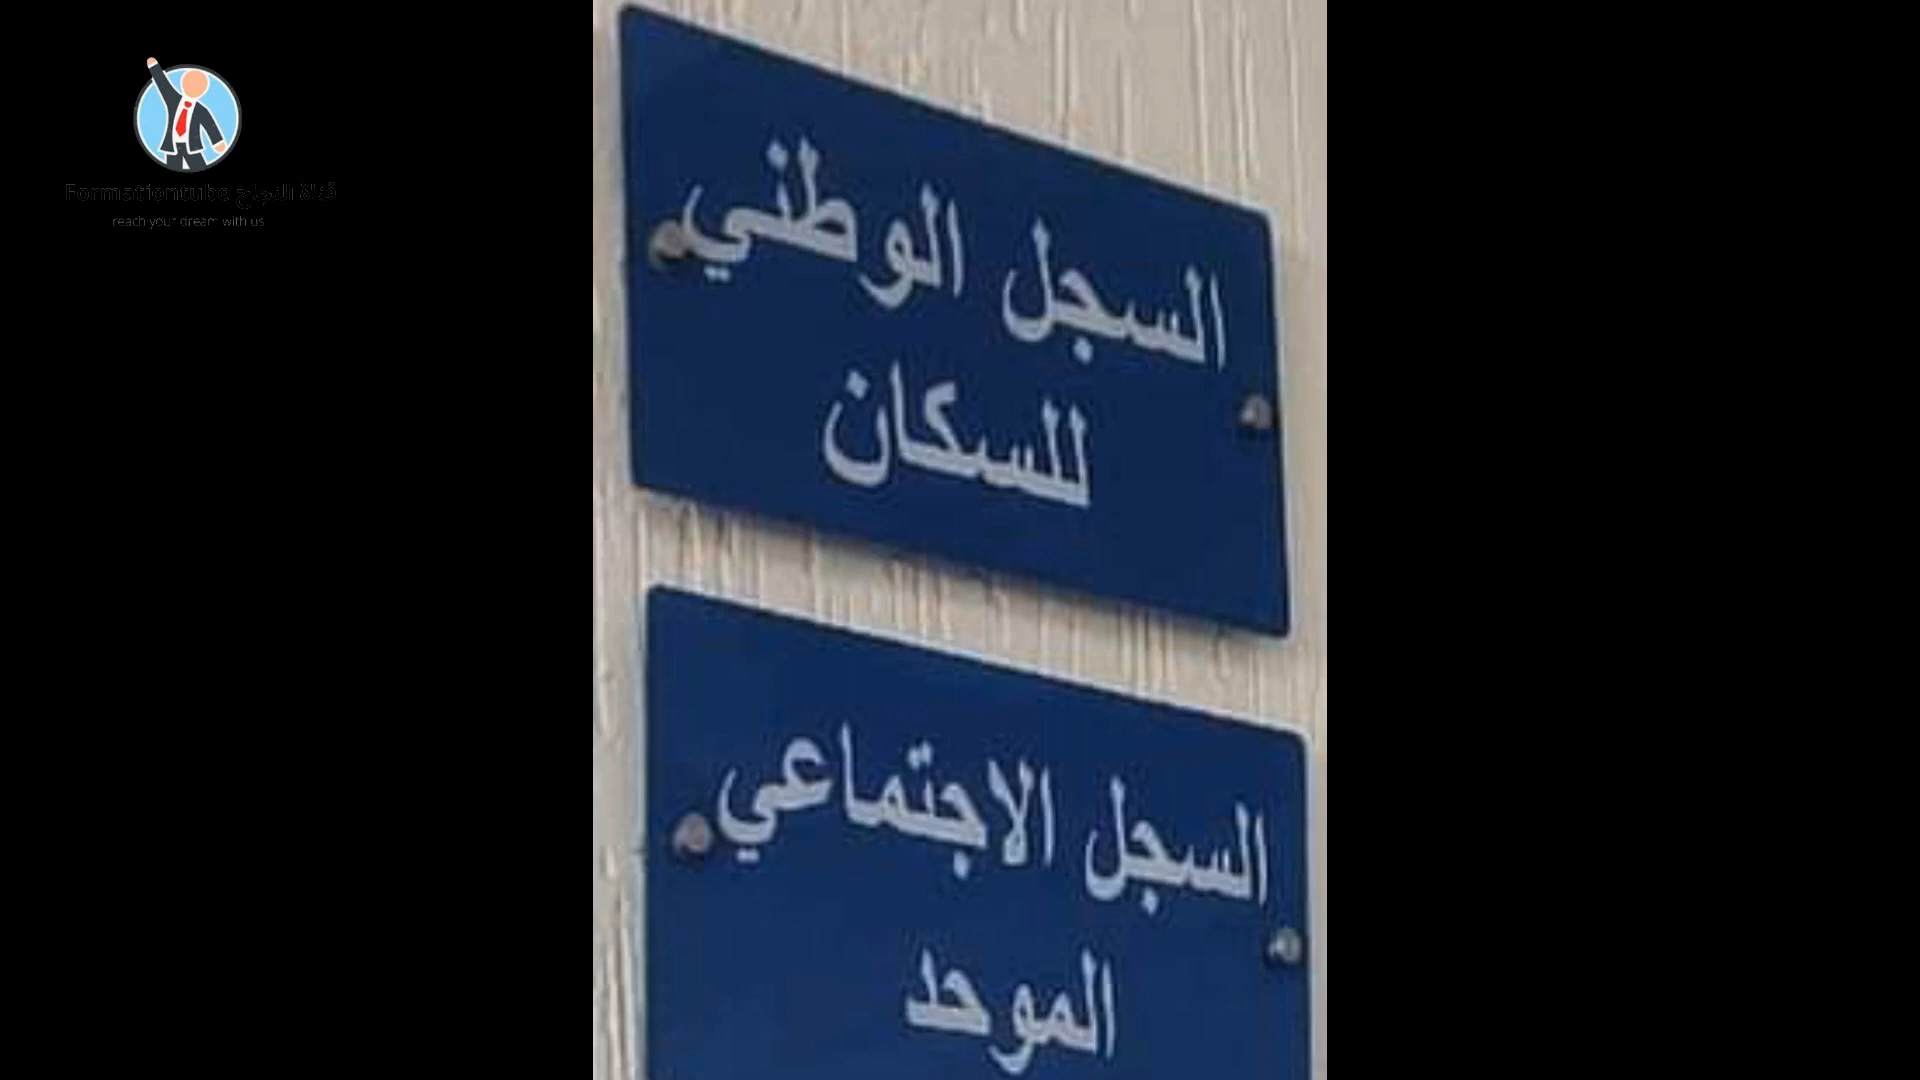 Formationtube قناة النجاح
reach your dream with us
السجل الوطني
للسكان
السجل الاجتماعي
الموحد